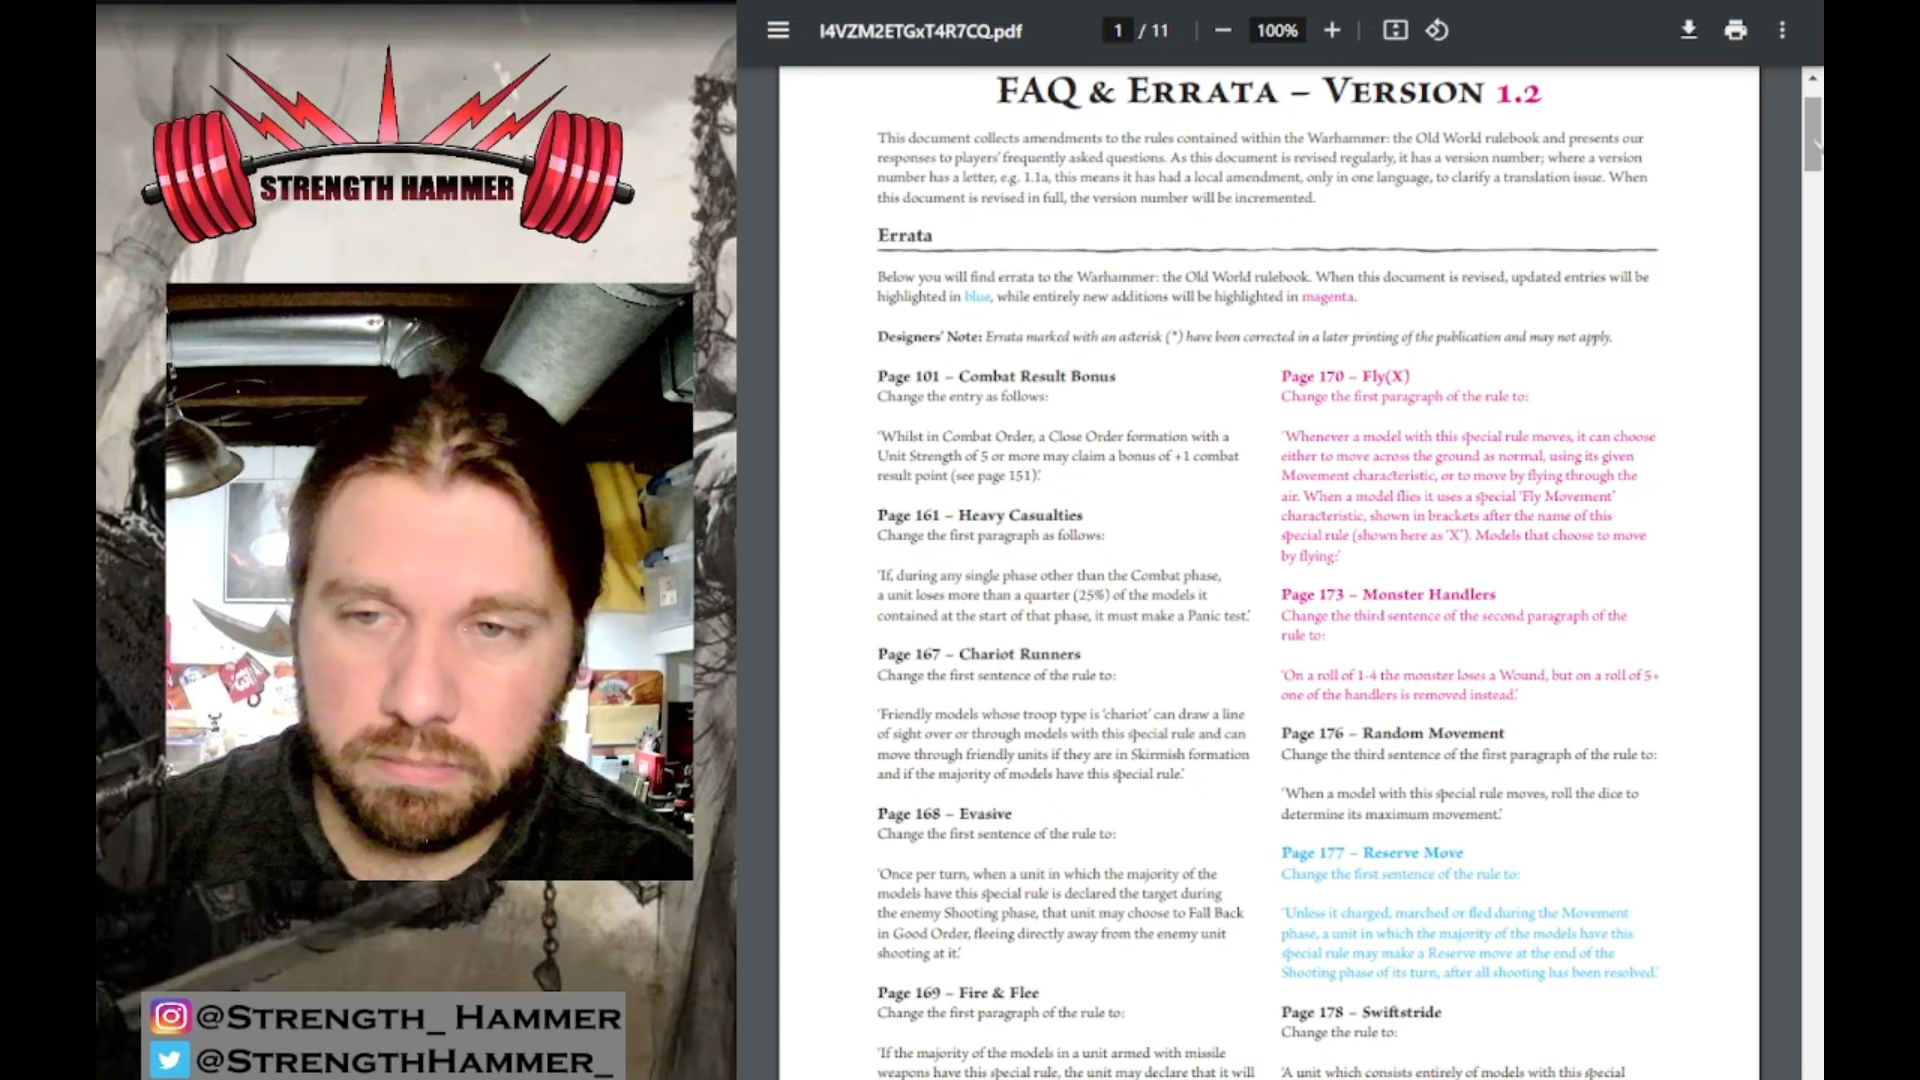 STRENGTH HAMMER
@STRENGTH_ HAMMER
@STRENGTHHAMMER_
I4VZM2ETGxT4R7CQ.pdf
1 / 11
100%
FAQ & ERRATA – VERSION 1.2
This document collects amendments to the rules contained within the Warhammer: the Old World rulebook and presents our
responses to players' frequently asked questions. As this document is revised regularly, it has a version number; where a version
number has a letter, e.g. 1.1a, this means it has had a local amendment, only in one language, to clarify a translation issue. When
this document is revised in full, the version number will be incremented.
Errata
Below you will find errata to the Warhammer: the Old World rulebook. When this document is revised, updated entries will be
highlighted in blue, while entirely new additions will be highlighted in magenta.
Designers' Note: Errata marked with an asterisk (*) have been corrected in a later printing of the publication and may not apply.
Page 101 – Combat Result Bonus
Change the entry as follows:
'Whilst in Combat Order, a Close Order formation with a
Unit Strength of 5 or more may claim a bonus of +1 combat
result point (see page 151).'
Page 161 – Heavy Casualties
Change the first paragraph as follows:
'If, during any single phase other than the Combat phase,
a unit loses more than a quarter (25%) of the models it
contained at the start of that phase, it must make a Panic test.'
Page 167 – Chariot Runners
Change the first sentence of the rule to:
'Friendly models whose troop type is 'chariot' can draw a line
of sight over or through models with this special rule and can
move through friendly units if they are in Skirmish formation
and if the majority of models have this special rule.'
Page 168 – Evasive
Change the first sentence of the rule to:
'Once per turn, when a unit in which the majority of the
models have this special rule is declared the target during
the enemy Shooting phase, that unit may choose to Fall Back
in Good Order, fleeing directly away from the enemy unit
shooting at it.'
Page 169 – Fire & Flee
Change the first paragraph of the rule to:
'If the majority of the models in a unit armed with missile
weapons have this special rule, the unit may declare that it will
Page 170 – Fly(X)
Change the first paragraph of the rule to:
'Whenever a model with this special rule moves, it can choose
either to move across the ground as normal, using its given
Movement characteristic, or to move by flying through the
air. When a model flies it uses a special 'Fly Movement'
characteristic, shown in brackets after the name of this
special rule (shown here as 'X'). Models that choose to move
by flying:'
Page 173 – Monster Handlers
Change the third sentence of the second paragraph of the
rule to:
'On a roll of 1-4 the monster loses a Wound, but on a roll of 5+
one of the handlers is removed instead.'
Page 176 – Random Movement
Change the third sentence of the first paragraph of the rule to:
'When a model with this special rule moves, roll the dice to
determine its maximum movement.'
Page 177 – Reserve Move
Change the first sentence of the rule to:
'Unless it charged, marched or fled during the Movement
phase, a unit in which the majority of the models have this
special rule may make a Reserve move at the end of the
Shooting phase of its turn, after all shooting has been resolved.'
Page 178 – Swiftstride
Change the rule to:
'A unit which consists entirely of models with this special